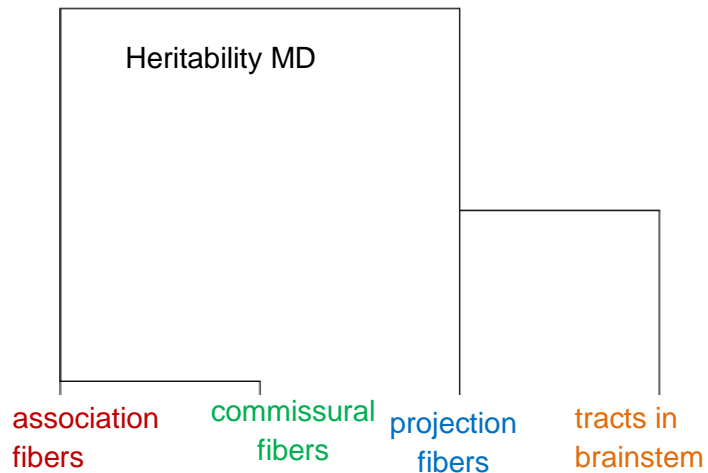 Heritability MD
association
fibers
commissural
fibers
projection
fibers
tracts in
brainstem